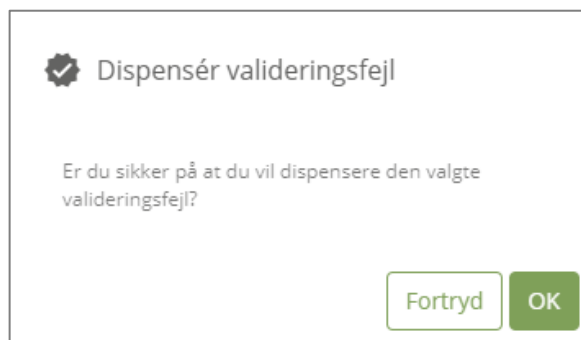 Dispensér valideringsfejl
Er du sikker på at du vil dispensere den valgte
valideringsfejl?
Fortryd OK